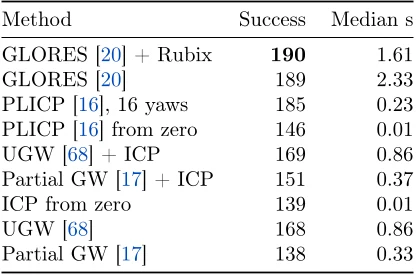 Method Success Median s
GLORES [20] + Rubix 190 1.61
GLORES [20] 189 2.33
PLICP [16], 16 yaws 185 0.23
PLICP [16] from zero 146 0.01
UGW [68] + ICP 169 0.86
Partial GW [17] + ICP 151 0.37
ICP from zero 139 0.01
UGW [68] 168 0.86
Partial GW [17] 138 0.33